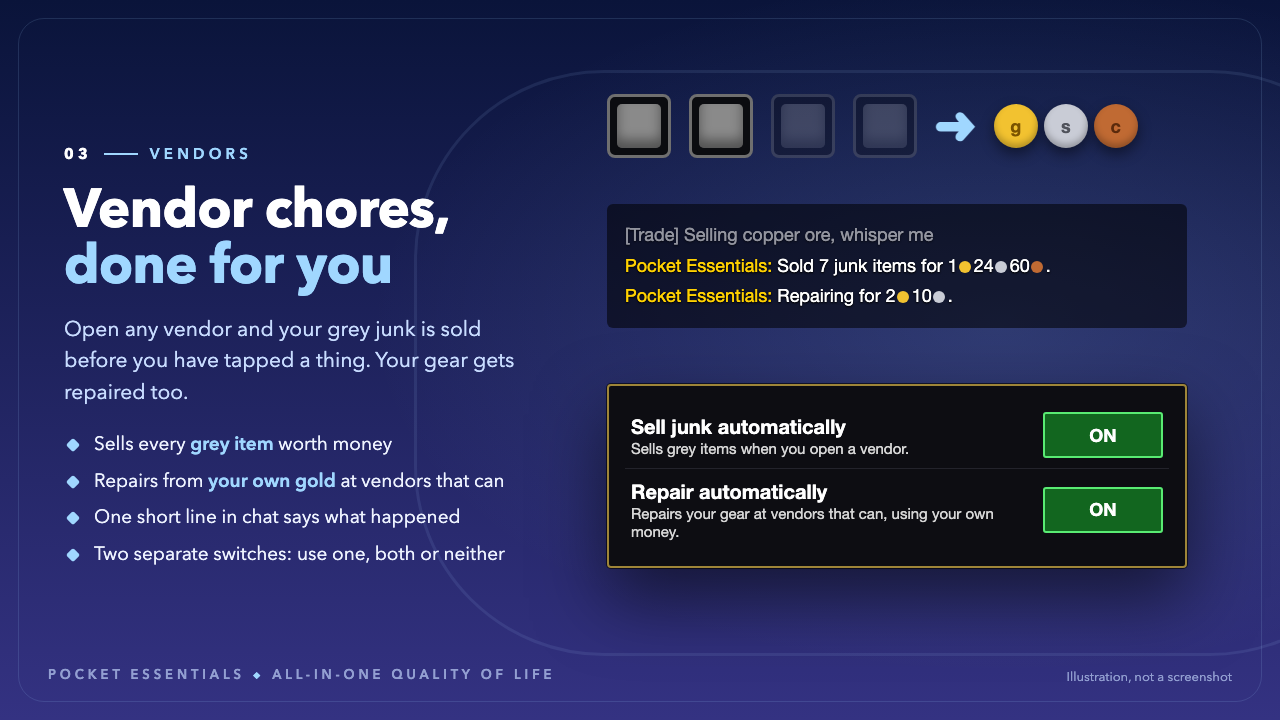 03 VENDORS
Vendor chores,
done for you
Open any vendor and your grey junk is sold
before you have tapped a thing. Your gear gets
repaired too.
Sells every grey item worth money
Repairs from your own gold at vendors that can
One short line in chat says what happened
Two separate switches: use one, both or neither
g s c
[Trade] Selling copper ore, whisper me
Pocket Essentials: Sold 7 junk items for 1 24 60 .
Pocket Essentials: Repairing for 2 10 .
Sell junk automatically
Sells grey items when you open a vendor.
ON
Repair automatically
Repairs your gear at vendors that can, using your own
money.
ON
POCKET ESSENTIALS ◆ ALL-IN-ONE QUALITY OF LIFE
Illustration, not a screenshot